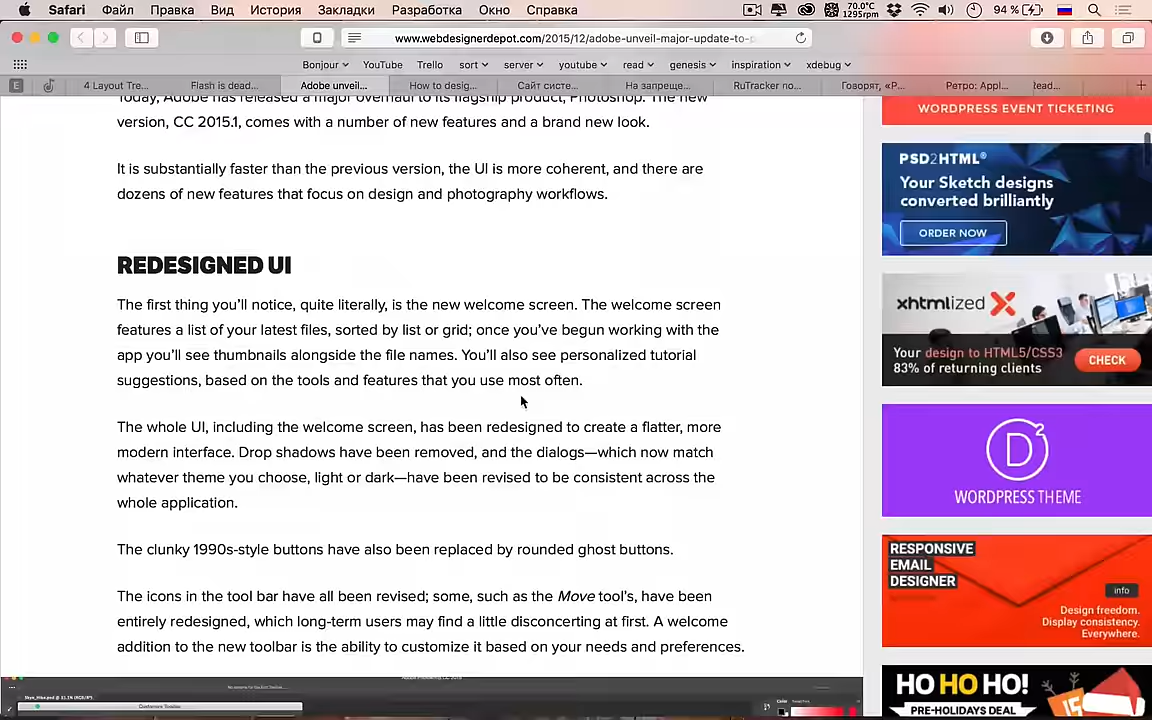 Safari Файл Правка Вид История Закладки Разработка Окно Справка 70.0°C 1295rpm 94 %
www.webdesignerdepot.com/2015/12/adobe-unveil-major-update-to-p
Bonjour YouTube Trello sort server youtube read genesis inspiration xdebug
E 4 Layout Tre... Flash is dead... Adobe unveil... How to desig... Сайт систе... На запреще... RuTracker по... Говорят, «Р... Ретро: Appl... Read... +
Today, Adobe has released a major overhaul to its flagship product, Photoshop. The new
version, CC 2015.1, comes with a number of new features and a brand new look.
It is substantially faster than the previous version, the UI is more coherent, and there are
dozens of new features that focus on design and photography workflows.
REDESIGNED UI
The first thing you'll notice, quite literally, is the new welcome screen. The welcome screen
features a list of your latest files, sorted by list or grid; once you've begun working with the
app you'll see thumbnails alongside the file names. You'll also see personalized tutorial
suggestions, based on the tools and features that you use most often.
The whole UI, including the welcome screen, has been redesigned to create a flatter, more
modern interface. Drop shadows have been removed, and the dialogs—which now match
whatever theme you choose, light or dark—have been revised to be consistent across the
whole application.
The clunky 1990s-style buttons have also been replaced by rounded ghost buttons.
The icons in the tool bar have all been revised; some, such as the Move tool's, have been
entirely redesigned, which long-term users may find a little disconcerting at first. A welcome
addition to the new toolbar is the ability to customize it based on your needs and preferences.
Customize Toolbar
Color
WORDPRESS EVENT TICKETING
PSD2HTML®
Your Sketch designs
converted brilliantly
ORDER NOW
xhtmlized X
Your design to HTML5/CSS3
83% of returning clients
CHECK
D2
WORDPRESS THEME
RESPONSIVE
EMAIL
DESIGNER
info
Design freedom.
Display consistency.
Everywhere.
HO HO HO!
PRE-HOLIDAYS DEAL